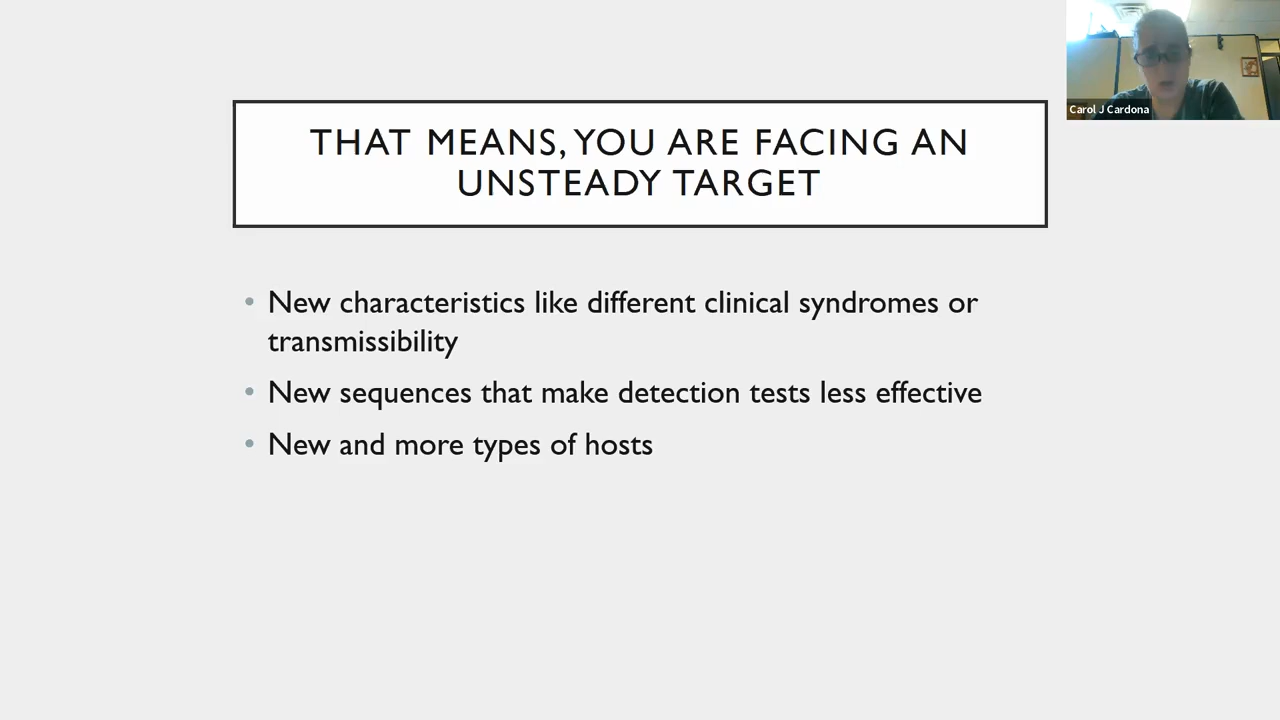 Carol J Cardona
THAT MEANS, YOU ARE FACING AN
UNSTEADY TARGET
• New characteristics like different clinical syndromes or
transmissibility
• New sequences that make detection tests less effective
• New and more types of hosts